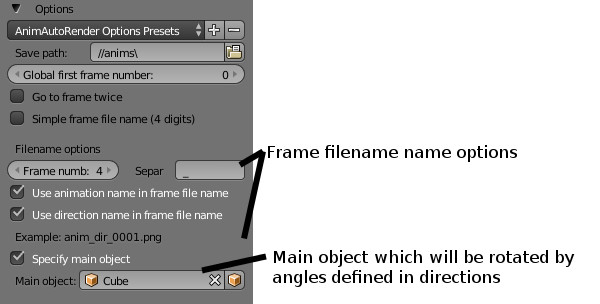 Options
AnimAutoRender Options Presets
Save path: //anims\
Global first frame number: 0
Go to frame twice
Simple frame file name (4 digits)
Filename options
Frame numb: 4 Separ _
Frame filename name options
Use animation name in frame file name
Use direction name in frame file name
Example: anim_dir_0001.png
Specify main object
Main object which will be rotated by
angles defined in directions
Main object: Cube